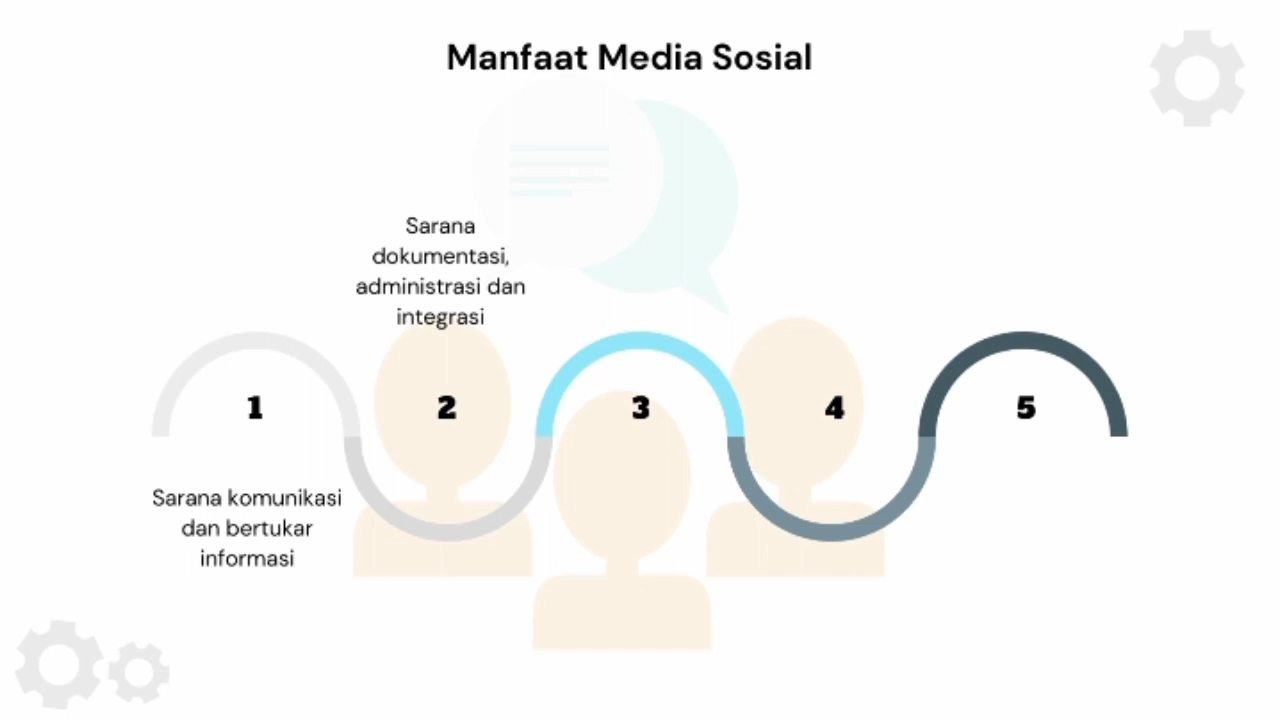 Manfaat Media Sosial
Sarana
dokumentasi,
administrasi dan
integrasi
1
2
3
4
5
Sarana komunikasi
dan bertukar
informasi